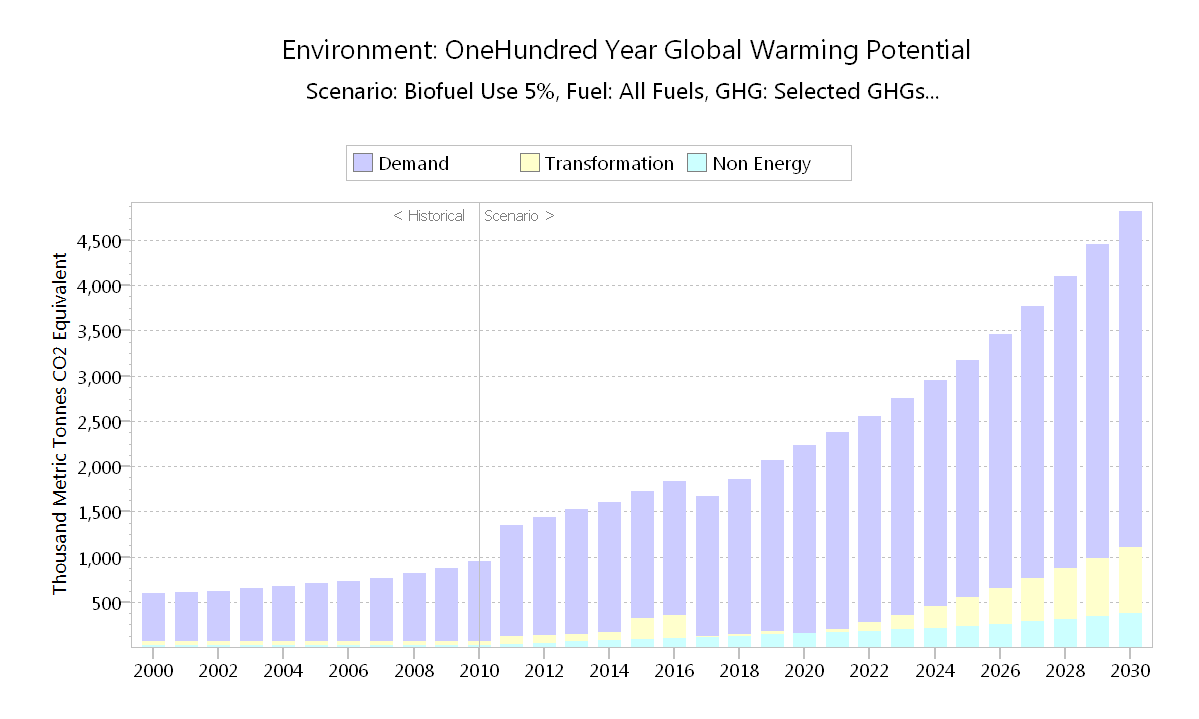 Environment: OneHundred Year Global Warming Potential
Scenario: Biofuel Use 5%, Fuel: All Fuels, GHG: Selected GHGs...
Demand Transformation Non Energy
< Historical Scenario >
Thousand Metric Tonnes CO2 Equivalent
4,500
4,000
3,500
3,000
2,500
2,000
1,500
1,000
500
2000 2002 2004 2006 2008 2010 2012 2014 2016 2018 2020 2022 2024 2026 2028 2030